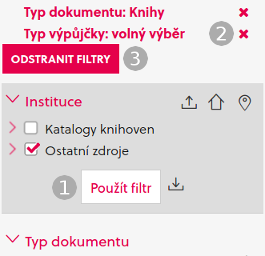 Typ dokumentu: Knihy
Typ výpůjčky: volný výběr
2
ODSTRANIT FILTRY
3
Instituce
Katalogy knihoven
Ostatní zdroje
1
Použít filtr
Typ dokumentu